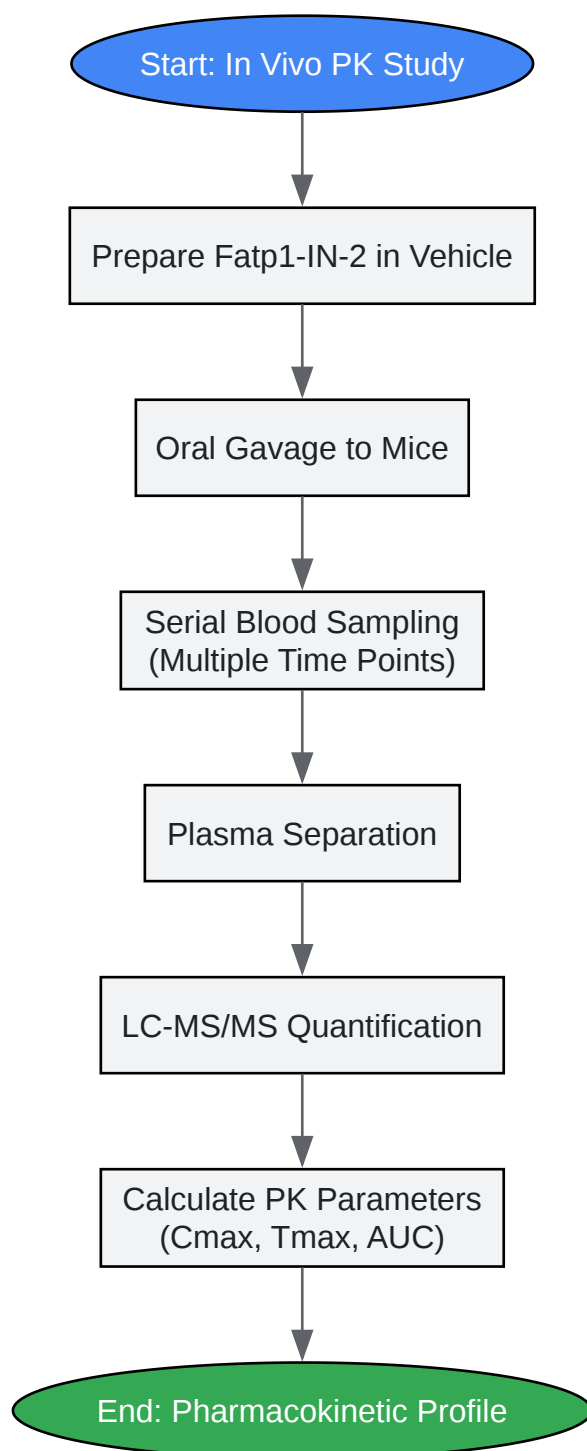 Start: In Vivo PK Study
Prepare Fatp1-IN-2 in Vehicle
Oral Gavage to Mice
Serial Blood Sampling
(Multiple Time Points)
Plasma Separation
LC-MS/MS Quantification
Calculate PK Parameters
(Cmax, Tmax, AUC)
End: Pharmacokinetic Profile